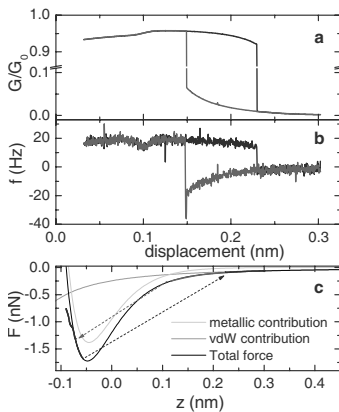 a
0.95
0.90
0.1
0.0
G/G₀
b
20
0
-20
-40
f (Hz)
0.0 0.1 0.2 0.3
displacement (nm)
c
0.0
-0.5
-1.0
-1.5
F (nN)
metallic contribution
vdW contribution
Total force
-0.1 0.0 0.1 0.2 0.3 0.4
z (nm)